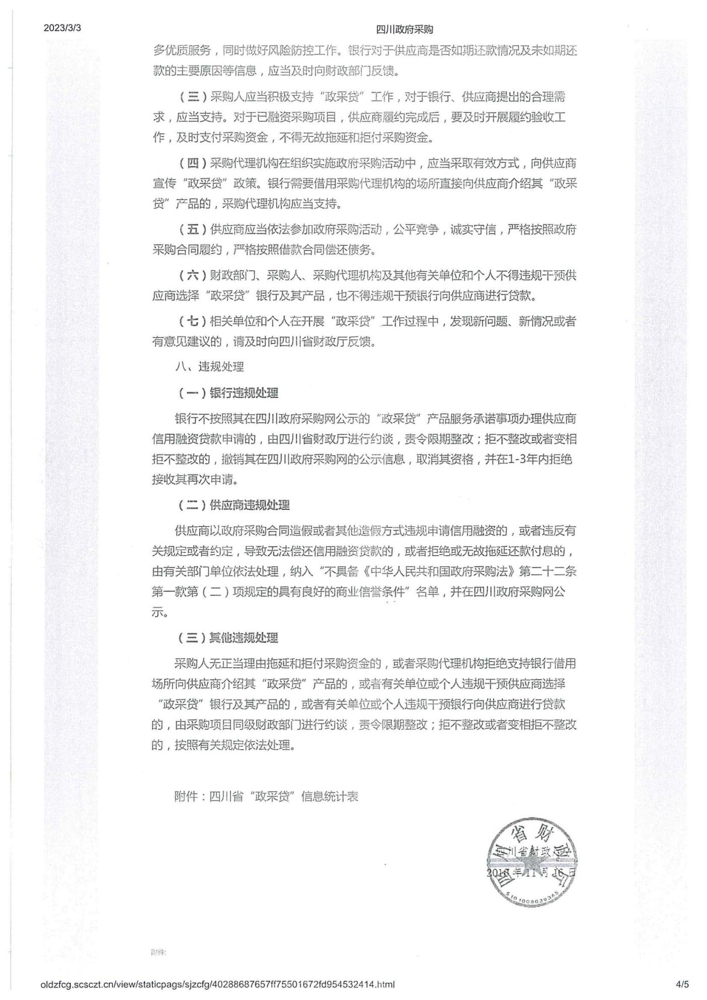 2023/3/3
四川政府采购
多优质服务，同时做好风险防控工作。银行对于供应商是否如期还款情况及未如期还
款的主要原因等信息，应当及时向财政部门反馈。
（三）采购人应当积极支持“政采贷”工作，对于银行、供应商提出的合理需
求，应当支持。对于已融资采购项目，供应商履约完成后，要及时开展履约验收工
作，及时支付采购资金，不得无故拖延和拒付采购资金。
（四）采购代理机构在组织实施政府采购活动中，应当采取有效方式，向供应商
宣传“政采贷”政策。银行需要借用采购代理机构的场所直接向供应商介绍其“政采
贷”产品的，采购代理机构应当支持。
（五）供应商应当依法参加政府采购活动，公平竞争，诚实守信，严格按照政府
采购合同履约，严格按照借款合同偿还债务。
（六）财政部门、采购人、采购代理机构及其他有关单位和个人不得违规干预供
应商选择“政采贷”银行及其产品，也不得违规干预银行向供应商进行贷款。
（七）相关单位和个人在开展“政采贷”工作过程中，发现新问题、新情况或者
有意见建议的，请及时向四川省财政厅反馈。
八、违规处理
（一）银行违规处理
银行不按照其在四川政府采购网公示的“政采贷”产品服务承诺事项办理供应商
信用融资贷款申请的，由四川省财政厅进行约谈，责令限期整改；拒不整改或者变相
拒不整改的，撤销其在四川政府采购网的公示信息，取消其资格，并在1-3年内拒绝
接收其再次申请。
（二）供应商违规处理
供应商以政府采购合同造假或者其他造假方式违规申请信用融资的，或者违反有
关规定或者约定，导致无法偿还信用融资贷款的，或者拒绝或无故拖延还款付息的，
由有关部门单位依法处理，纳入“不具备《中华人民共和国政府采购法》第二十二条
第一款第（二）项规定的具有良好的商业信誉条件”名单，并在四川政府采购网公
示。
（三）其他违规处理
采购人无正当理由拖延和拒付采购资金的，或者采购代理机构拒绝支持银行借用
场所向供应商介绍其“政采贷”产品的，或者有关单位或个人违规干预供应商选择
“政采贷”银行及其产品的，或者有关单位或个人违规干预银行向供应商进行贷款
的，由采购项目同级财政部门进行约谈，责令限期整改；拒不整改或者变相拒不整改
的，按照有关规定依法处理。
附件：四川省“政采贷”信息统计表
四川省财政厅
四川省财政厅
2018年11月16日
5101008039365
附件:
oldzfcg.scsczt.cn/view/staticpags/sjzcfg/40288687657ff75501672fd954532414.html
4/5